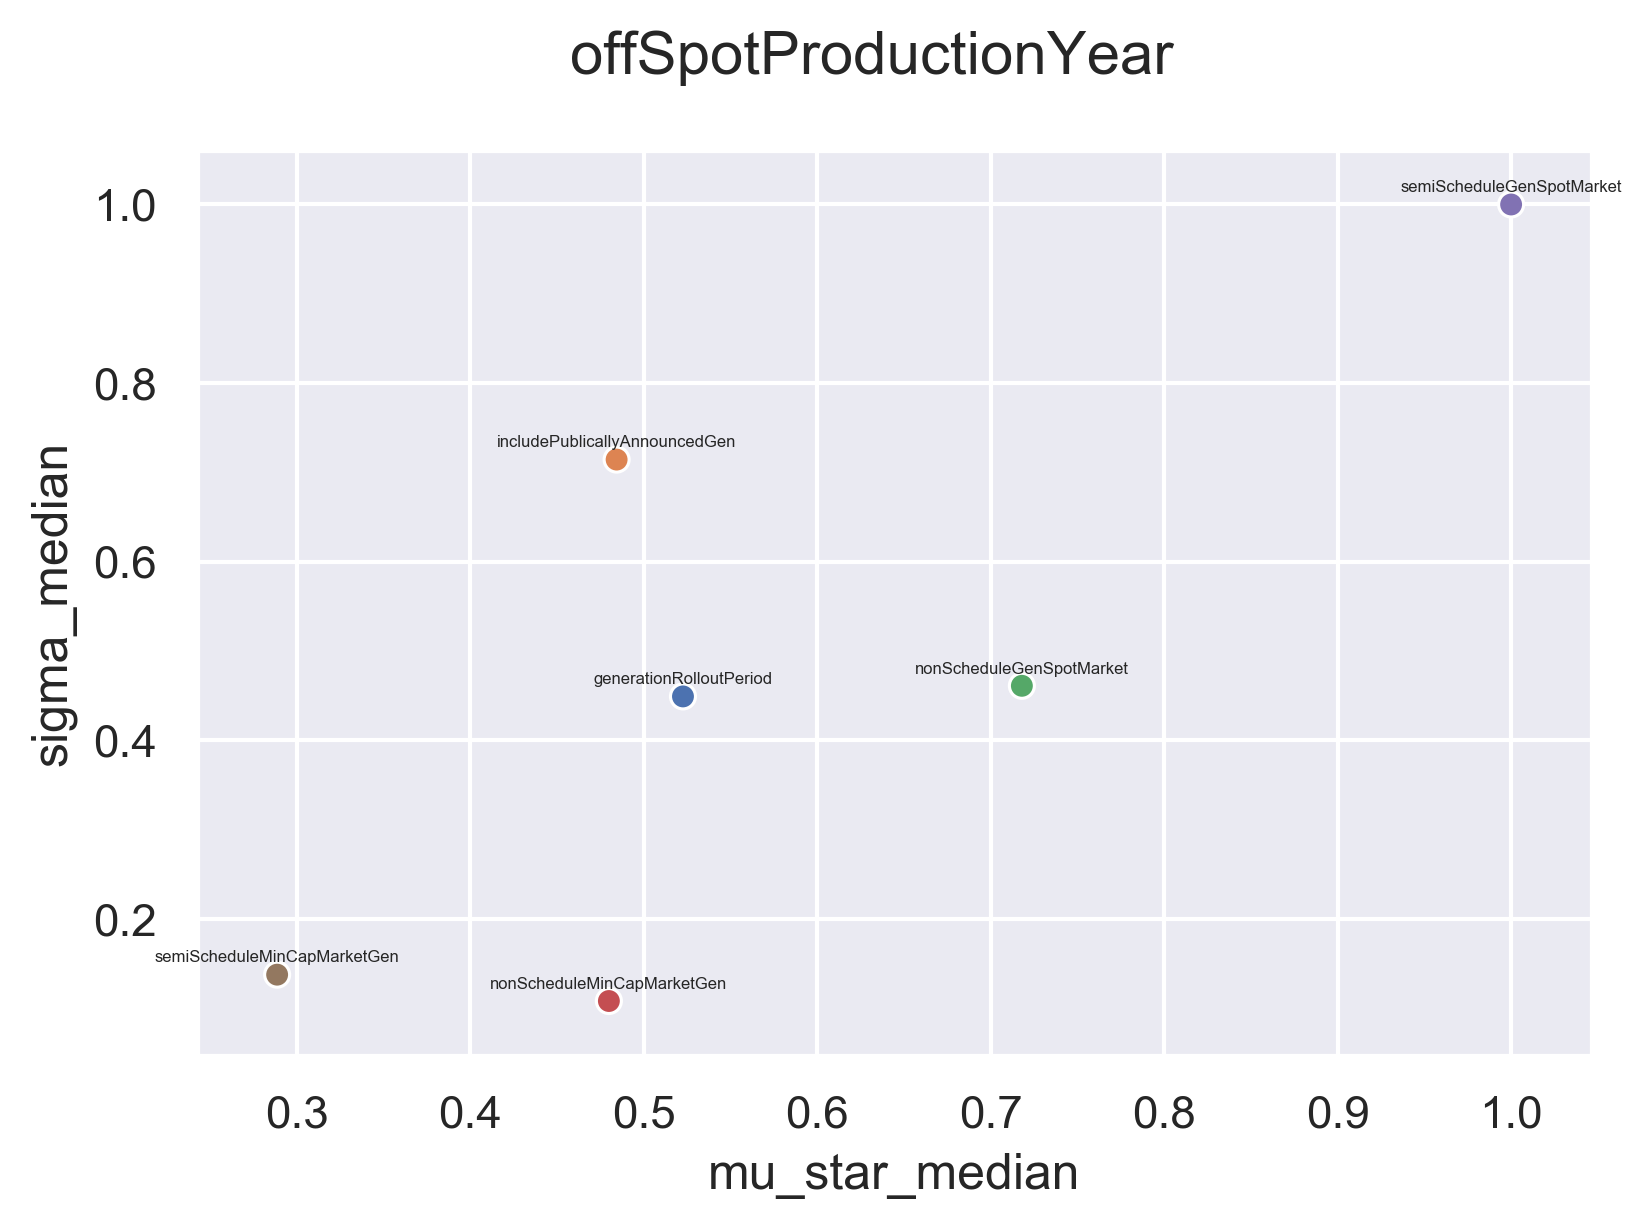 offSpotProductionYear
semiScheduleGenSpotMarket
1.0
0.8
includePublicallyAnnouncedGen
0.6
generationRolloutPeriod
nonScheduleGenSpotMarket
0.4
sigma_median
0.2
semiScheduleMinCapMarketGen
nonScheduleMinCapMarketGen
0.3 0.4 0.5 0.6 0.7 0.8 0.9 1.0
mu_star_median